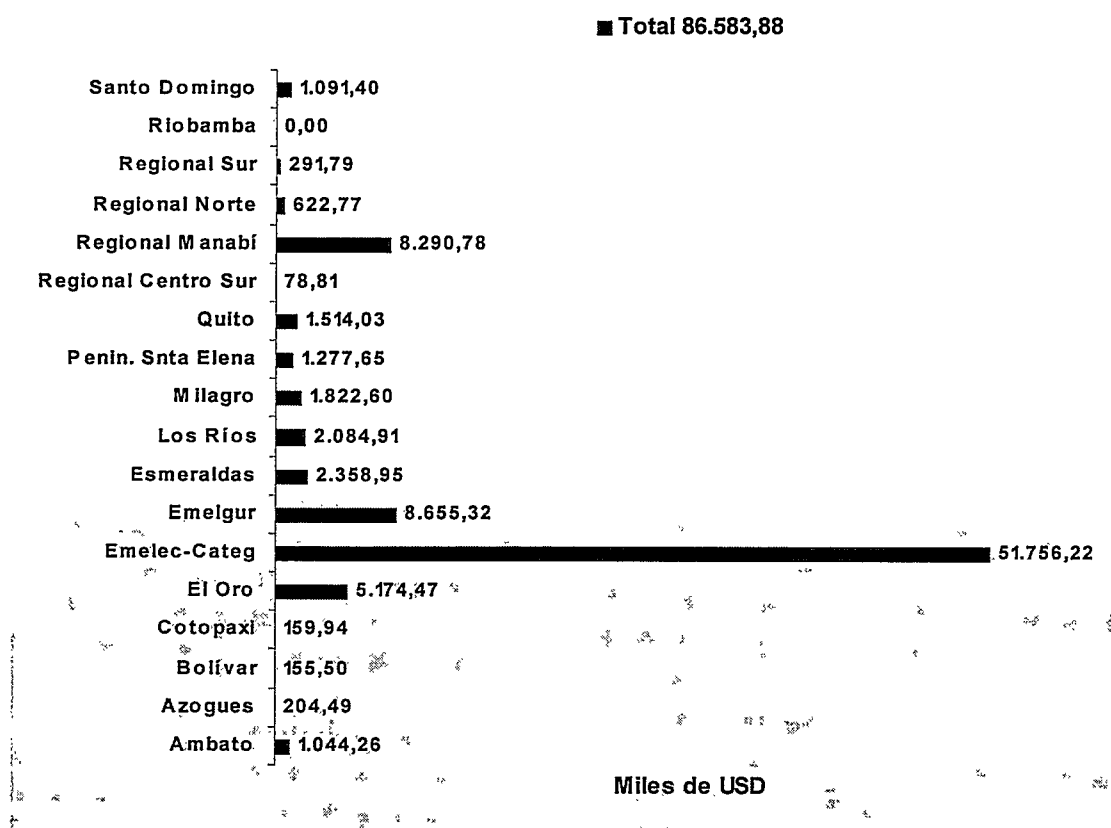 Total 86.583,88
Santo Domingo 1.091,40
Riobamba 0,00
Regional Sur 291,79
Regional Norte 622,77
Regional Manabí 8.290,78
Regional Centro Sur 78,81
Quito 1.514,03
Penin. Snta Elena 1.277,65
Milagro 1.822,60
Los Ríos 2.084,91
Esmeraldas 2.358,95
Emelgur 8.655,32
Emelec-Categ 51.756,22
El Oro 5.174,47
Cotopaxi 159,94
Bolívar 155,50
Azogues 204,49
Ambato 1.044,26
Miles de USD